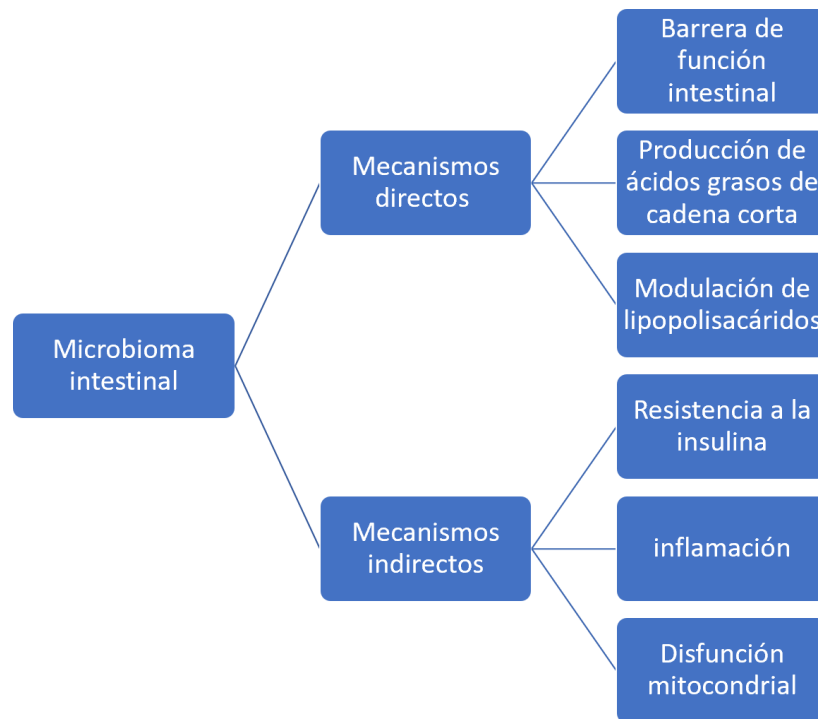 Microbioma
intestinal
Mecanismos
directos
Barrera de
función
intestinal
Producción de
ácidos grasos de
cadena corta
Modulación de
lipopolisacáridos
Mecanismos
indirectos
Resistencia a la
insulina
inflamación
Disfunción
mitocondrial